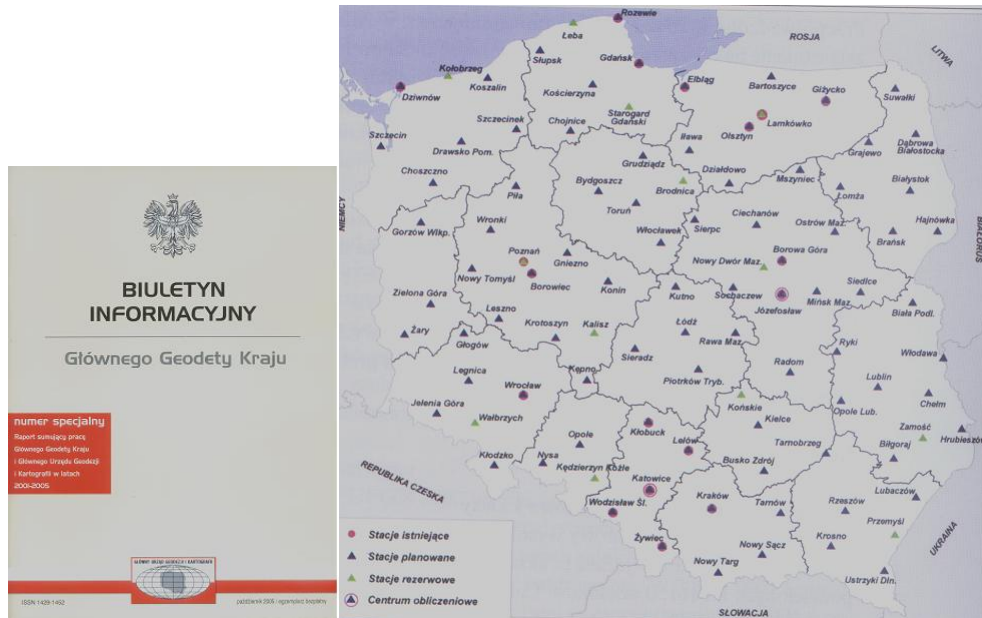 BIULETYN
INFORMACYJNY
Głównego Geodety Kraju
numer specjalny
Raport sumujący pracę
Głównego Geodety Kraju
i Głównego Urzędu Geodezji
i Kartografii w latach
2001-2005
GŁÓWNY URZĄD GEODEZJI I KARTOGRAFII
ISSN 1429-1452
październik 2005 / egzemplarz bezpłatny
Rozewie
Łeba
ROSJA
LITWA
Słupsk
Gdańsk
Kołobrzeg
Koszalin
Dziwnów
Kościerzyna
Elbląg
Bartoszyce
Giżycko
Suwałki
Szczecinek
Starogard
Gdański
Chojnice
Lamkówko
Olsztyn
Szczecin
Drawsko Pom.
Iława
Grajewo
Dąbrowa
Białostocka
Grudziądz
Działdowo
Mszyniec
Choszczno
Piła
Bydgoszcz
Brodnica
Białystok
Łomża
NIEMCY
Toruń
Gorzów Wlkp.
Wronki
Sierpc
Ciechanów
Ostrów Maz.
Hajnówka
BIAŁORUŚ
Włocławek
Brańsk
Poznań
Gniezno
Borowa Góra
Nowy Dwór Maz.
Nowy Tomyśl
Borowiec
Konin
Kutno
Sochaczew
Siedlce
Mińsk Maz.
Zielona Góra
Józefosław
Biała Podl.
Leszno
Krotoszyn
Kalisz
Łódź
Żary
Głogów
Sieradz
Rawa Maz.
Ryki
Włodawa
Legnica
Kępno
Radom
Piotrków Tryb.
Lublin
Wrocław
Chełm
Jelenia Góra
Wałbrzych
Końskie
Opole Lub.
Kłobuck
Kielce
Zamość
Hrubieszów
Opole
Lelów
Tarnobrzeg
Biłgoraj
Kłodzko
Nysa
Kędzierzyn Koźle
Busko Zdrój
REPUBLIKA CZESKA
Katowice
Lubaczów
Wodzisław Śl.
Kraków
Tarnów
Rzeszów
Przemyśl
UKRAINA
Żywiec
Krosno
Nowy Sącz
Nowy Targ
Ustrzyki Dln.
SŁOWACJA
Stacje istniejące
Stacje planowane
Stacje rezerwowe
Centrum obliczeniowe